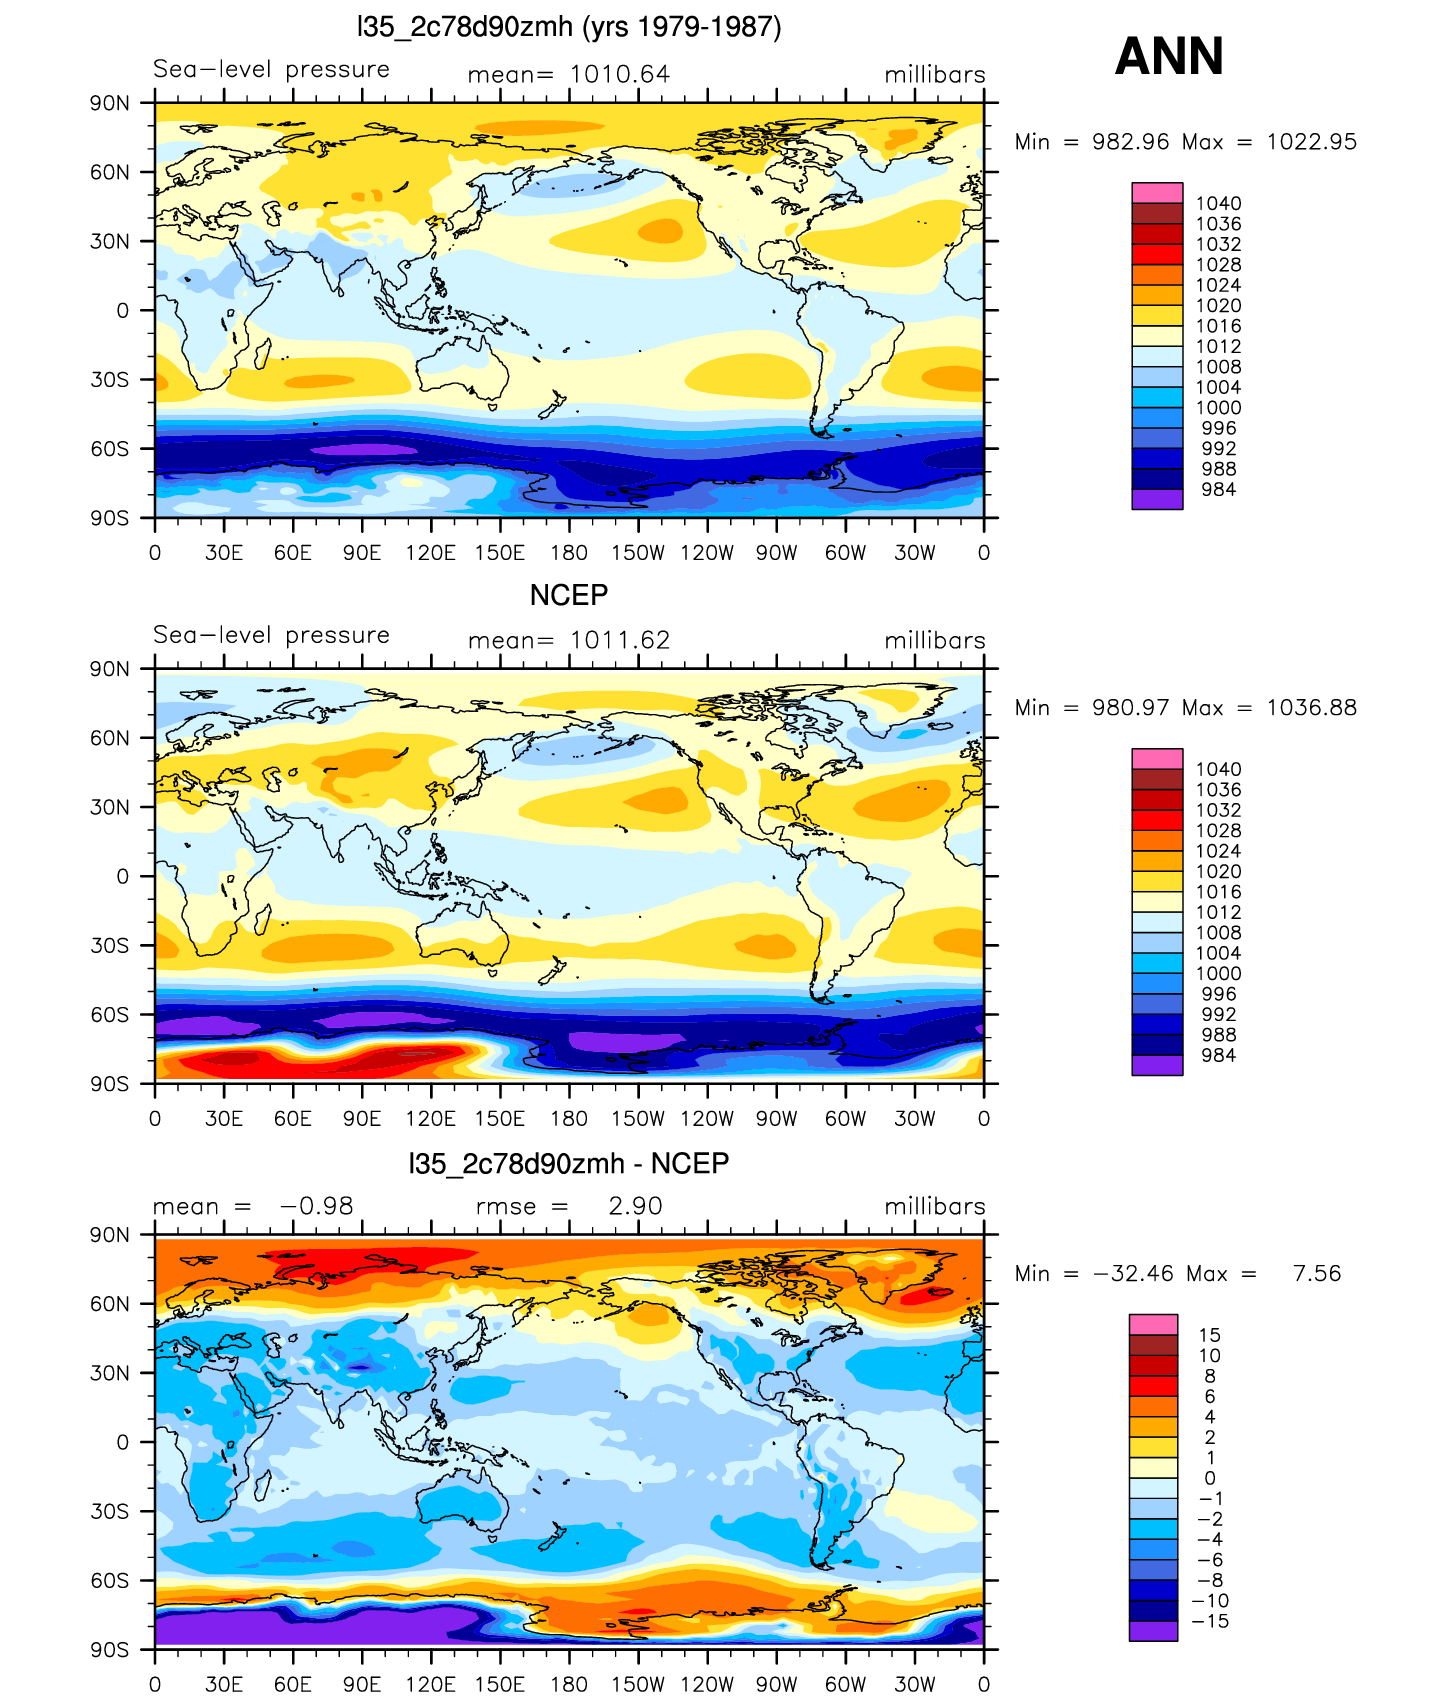 l35_2c78d90zmh (yrs 1979-1987)
ANN
Sea-level pressure mean= 1010.64 millibars
Min = 982.96 Max = 1022.95
90N
60N
30N
0
30S
60S
90S
0 30E 60E 90E 120E 150E 180 150W 120W 90W 60W 30W 0
1040
1036
1032
1028
1024
1020
1016
1012
1008
1004
1000
996
992
988
984
NCEP
Sea-level pressure mean= 1011.62 millibars
Min = 980.97 Max = 1036.88
90N
60N
30N
0
30S
60S
90S
0 30E 60E 90E 120E 150E 180 150W 120W 90W 60W 30W 0
1040
1036
1032
1028
1024
1020
1016
1012
1008
1004
1000
996
992
988
984
l35_2c78d90zmh - NCEP
mean = -0.98 rmse = 2.90 millibars
Min = -32.46 Max = 7.56
90N
60N
30N
0
30S
60S
90S
0 30E 60E 90E 120E 150E 180 150W 120W 90W 60W 30W 0
15
10
8
6
4
2
1
0
-1
-2
-4
-6
-8
-10
-15